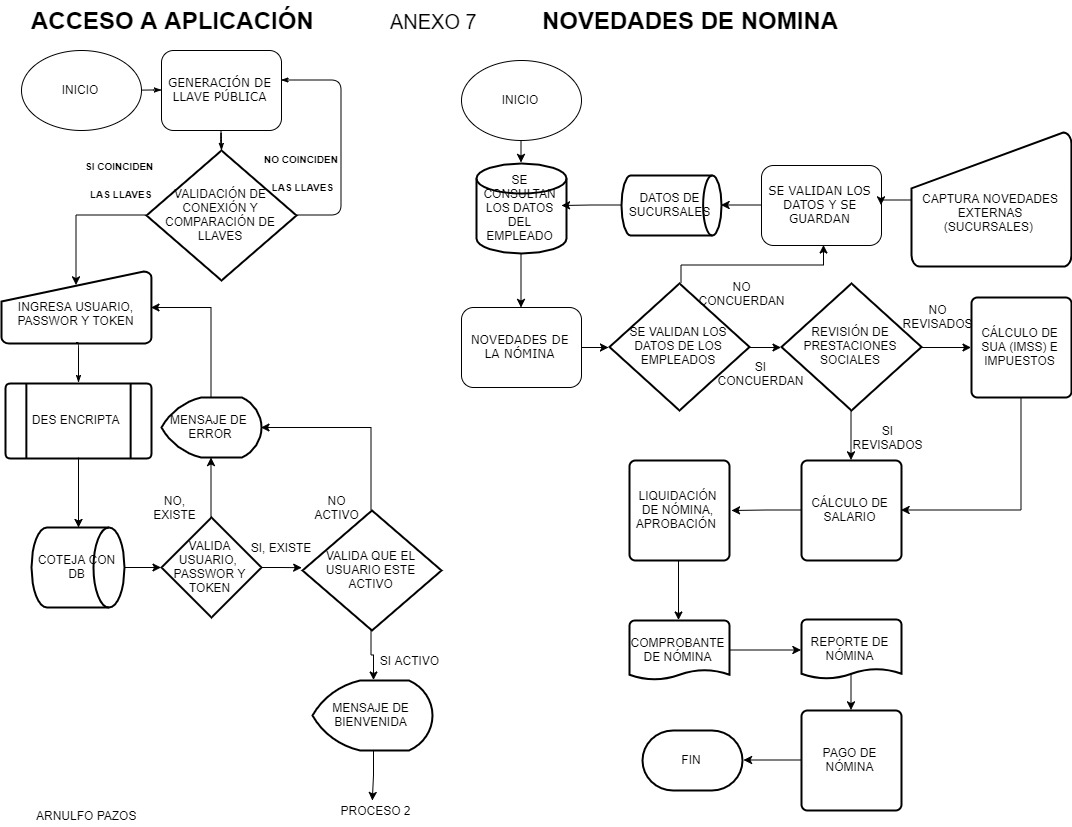 ACCESO A APLICACIÓN
ANEXO 7
NOVEDADES DE NOMINA
INICIO
GENERACIÓN DE
LLAVE PÚBLICA
SI COINCIDEN
LAS LLAVES
NO COINCIDEN
LAS LLAVES
VALIDACIÓN DE
CONEXIÓN Y
COMPARACIÓN DE
LLAVES
INGRESA USUARIO,
PASSWOR Y TOKEN
DES ENCRIPTA
MENSAJE DE
ERROR
NO,
EXISTE
NO
ACTIVO
COTEJA CON
DB
VALIDA
USUARIO,
PASSWOR Y
TOKEN
SI, EXISTE
VALIDA QUE EL
USUARIO ESTE
ACTIVO
SI ACTIVO
MENSAJE DE
BIENVENIDA
PROCESO 2
ARNULFO PAZOS
INICIO
SE
CONSULTAN
LOS DATOS
DEL
EMPLEADO
DATOS DE
SUCURSALES
SE VALIDAN LOS
DATOS Y SE
GUARDAN
CAPTURA NOVEDADES
EXTERNAS
(SUCURSALES)
NOVEDADES DE
LA NÓMINA
SE VALIDAN LOS
DATOS DE LOS
EMPLEADOS
NO
CONCUERDAN
SI
CONCUERDAN
REVISIÓN DE
PRESTACIONES
SOCIALES
NO
REVISADOS
CÁLCULO DE
SUA (IMSS) E
IMPUESTOS
SI
REVISADOS
LIQUIDACIÓN
DE NÓMINA,
APROBACIÓN
CÁLCULO DE
SALARIO
COMPROBANTE
DE NÓMINA
REPORTE DE
NÓMINA
FIN
PAGO DE
NÓMINA